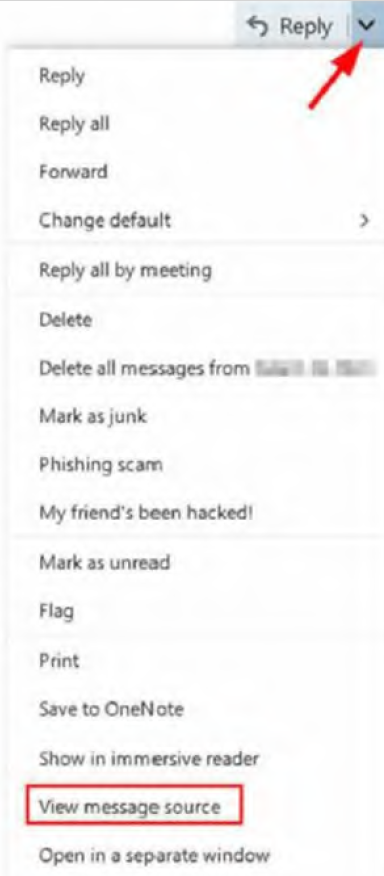 Reply
Reply
Reply all
Forward
Change default
Reply all by meeting
Delete
Delete all messages from
Mark as junk
Phishing scam
My friend's been hacked!
Mark as unread
Flag
Print
Save to OneNote
Show in immersive reader
View message source
Open in a separate window